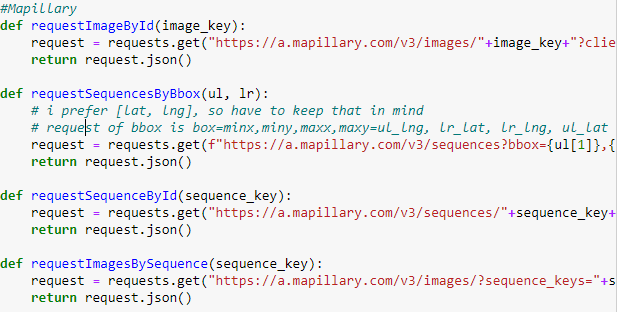 #Mapillary
def requestImageById(image_key):
    request = requests.get("https://a.mapillary.com/v3/images/"+image_key+"?clie
    return request.json()

def requestSequencesByBbox(ul, lr):
    # i prefer [lat, lng], so have to keep that in mind
    # request of bbox is box=minx,miny,maxx,maxy=ul_lng, lr_lat, lr_lng, ul_lat
    request = requests.get(f"https://a.mapillary.com/v3/sequences?bbox={ul[1]},{
    return request.json()

def requestSequenceById(sequence_key):
    request = requests.get("https://a.mapillary.com/v3/sequences/"+sequence_key+
    return request.json()

def requestImagesBySequence(sequence_key):
    request = requests.get("https://a.mapillary.com/v3/images/?sequence_keys="+s
    return request.json()